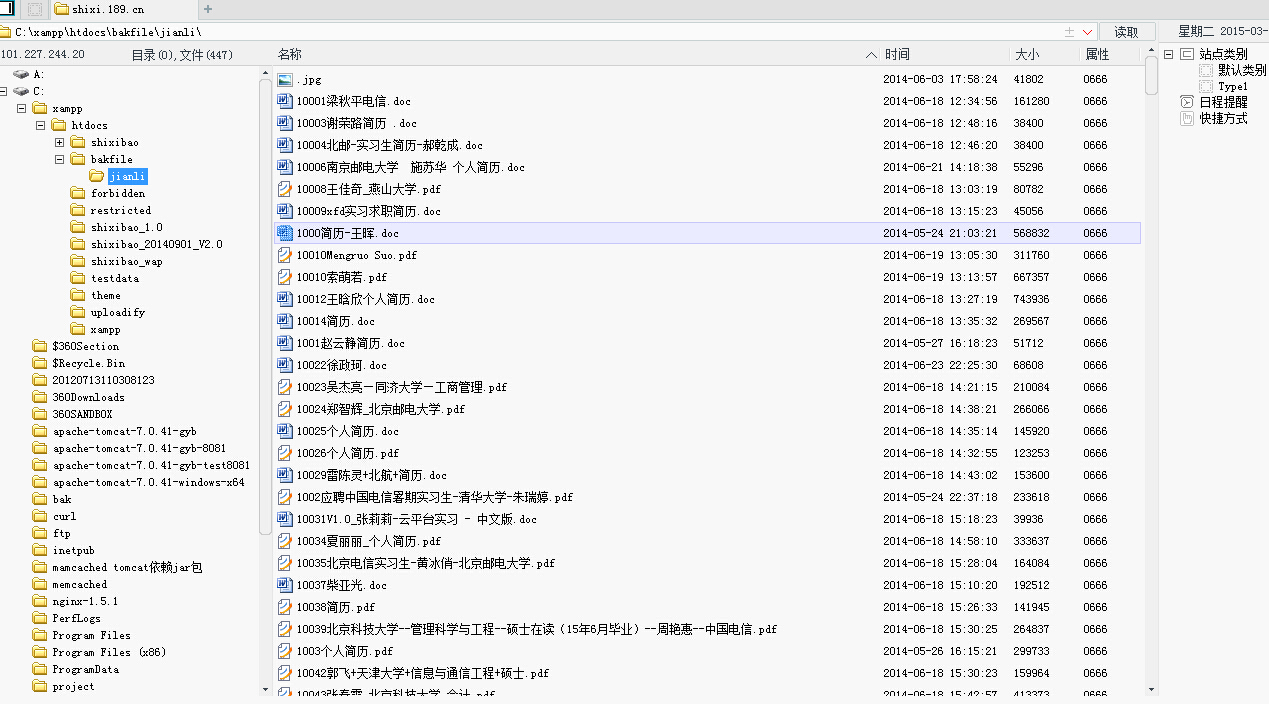 shixi.189.cn
C:\xampp\htdocs\bakfile\jianli\ 读取 星期二 2015-03-
101.227.244.20 目录(0),文件(447) 名称 时间 大小 属性
A:
C:
xampp
htdocs
shixibao
bakfile
jianli
forbidden
restricted
shixibao_1.0
shixibao_20140901_V2.0
shixibao_wap
testdata
theme
uploadify
xampp
$360Section
$Recycle.Bin
20120713110308123
360Downloads
360SANDBOX
apache-tomcat-7.0.41-gyb
apache-tomcat-7.0.41-gyb-8081
apache-tomcat-7.0.41-gyb-test8081
apache-tomcat-7.0.41-windows-x64
bak
curl
ftp
inetpub
mamcached tomcat依赖jar包
memcached
nginx-1.5.1
PerfLogs
Program Files
Program Files (x86)
ProgramData
project
.jpg 2014-06-03 17:58:24 41802 0666
10001梁秋平电信.doc 2014-06-18 12:34:56 161280 0666
10003谢荣路简历 .doc 2014-06-18 12:48:16 38400 0666
10004北邮-实习生简历-郝乾成.doc 2014-06-18 12:46:20 38400 0666
10006南京邮电大学 施苏华 个人简历.doc 2014-06-21 14:18:38 55296 0666
10008王佳奇_燕山大学.pdf 2014-06-18 13:03:19 80782 0666
10009xfd实习求职简历.doc 2014-06-18 13:15:23 45056 0666
1000简历-王晖.doc 2014-05-24 21:03:21 568832 0666
10010Mengruo Suo.pdf 2014-06-19 13:05:30 311760 0666
10010索萌若.pdf 2014-06-19 13:13:57 667357 0666
10012王晗欣个人简历.doc 2014-06-18 13:27:19 743936 0666
10014简历.doc 2014-06-18 13:35:32 269567 0666
1001赵云静简历.doc 2014-05-27 16:18:23 51712 0666
10022徐政珂.doc 2014-06-23 22:25:30 68608 0666
10023吴杰亮－同济大学－工商管理.pdf 2014-06-18 14:21:15 210084 0666
10024郑智辉_北京邮电大学.pdf 2014-06-18 14:38:21 266066 0666
10025个人简历.doc 2014-06-18 14:35:14 145920 0666
10026个人简历.pdf 2014-06-18 14:32:55 123253 0666
10029雷陈灵+北航+简历.doc 2014-06-18 14:43:02 153600 0666
1002应聘中国电信署期实习生-清华大学-朱瑞婷.pdf 2014-05-24 22:37:18 233618 0666
10031V1.0_张莉莉-云平台实习 - 中文版.doc 2014-06-18 15:18:23 39936 0666
10034夏丽丽_个人简历.pdf 2014-06-18 14:58:10 333637 0666
10035北京电信实习生-黄冰俏-北京邮电大学.pdf 2014-06-18 15:28:04 164084 0666
10037柴亚光.doc 2014-06-18 15:10:20 192512 0666
10038简历.pdf 2014-06-18 15:26:33 141945 0666
10039北京科技大学--管理科学与工程--硕士在读（15年6月毕业）--周艳惠--中国电信.pdf 2014-06-18 15:30:25 264837 0666
1003个人简历.pdf 2014-05-26 16:15:21 299733 0666
10042郭飞+天津大学+信息与通信工程+硕士.pdf 2014-06-18 15:30:23 159964 0666
10043张春雪_北京科技大学_会计.pdf 2014-06-18 15:42:57 413373 0666
站点类别
默认类别
Type1
日程提醒
快捷方式